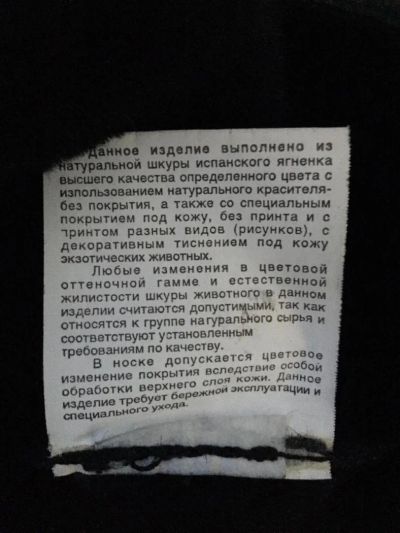 Данное изделие выполнено из
натуральной шкуры испанского ягненка
высшего качества определенного цвета с
использованием натурального красителя-
без покрытия, а также со специальным
покрытием под кожу, без принта и с
принтом разных видов (рисунков), с
декоративным тиснением под кожу
экзотических животных.
Любые изменения в цветовой
оттеночной гамме и естественной
жилистости шкуры животного в данном
изделии считаются допустимыми, так как
относятся к группе натурального сырья и
соответствуют установленным
требованиям по качеству.
В носке допускается цветовое
изменение покрытия вследствие особой
обработки верхнего слоя кожи. Данное
изделие требует бережной эксплуатации и
специального ухода.